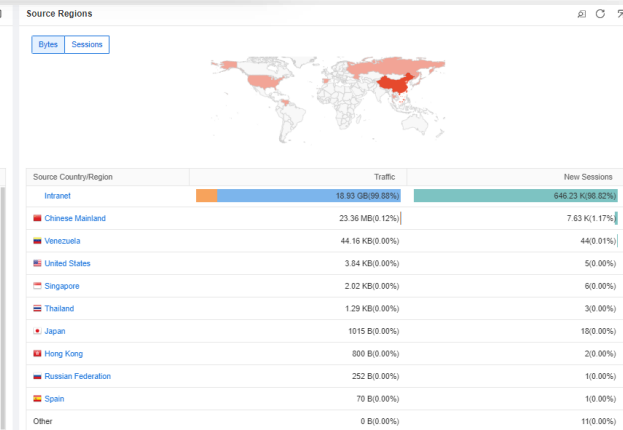 Source Regions
Bytes Sessions
Source Country/Region Traffic New Sessions
Intranet 18.93 GB(99.88%) 646.23 K(98.82%)
Chinese Mainland 23.36 MB(0.12%) 7.63 K(1.17%)
Venezuela 44.16 KB(0.00%) 44(0.01%)
United States 3.84 KB(0.00%) 5(0.00%)
Singapore 2.02 KB(0.00%) 6(0.00%)
Thailand 1.29 KB(0.00%) 3(0.00%)
Japan 1015 B(0.00%) 18(0.00%)
Hong Kong 800 B(0.00%) 2(0.00%)
Russian Federation 252 B(0.00%) 1(0.00%)
Spain 70 B(0.00%) 1(0.00%)
Other 0 B(0.00%) 11(0.00%)